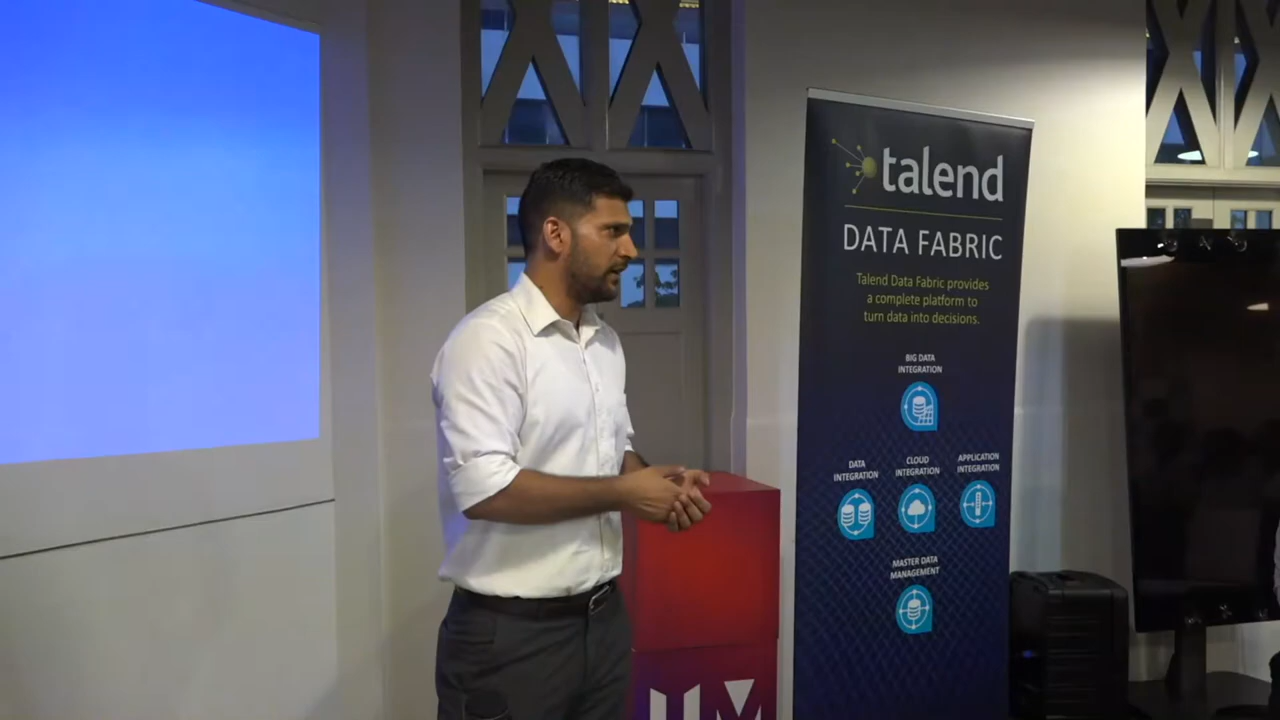 talend
DATA FABRIC
Talend Data Fabric provides
a complete platform to
turn data into decisions.
BIG DATA
INTEGRATION
DATA
INTEGRATION
CLOUD
INTEGRATION
APPLICATION
INTEGRATION
MASTER DATA
MANAGEMENT